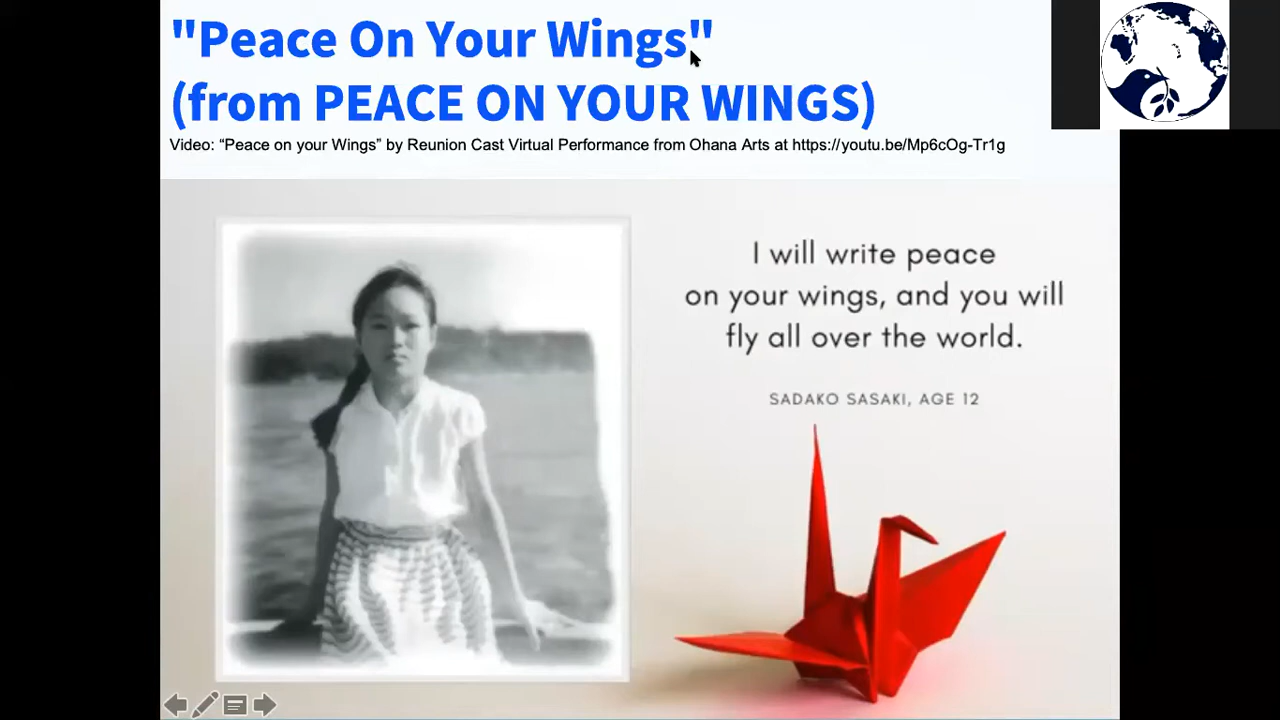 "Peace On Your Wings"
(from PEACE ON YOUR WINGS)
Video: “Peace on your Wings” by Reunion Cast Virtual Performance from Ohana Arts at https://youtu.be/Mp6cOg-Tr1g
I will write peace
on your wings, and you will
fly all over the world.
SADAKO SASAKI, AGE 12